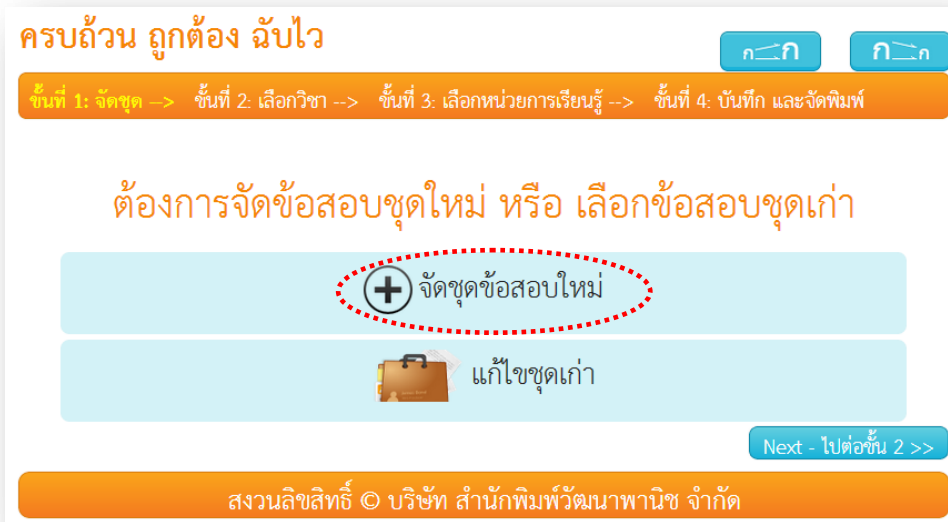 ครบถ้วน ถูกต้อง ฉับไว
ก ก
ก ก
ขั้นที่ 1: จัดชุด --> ขั้นที่ 2: เลือกวิชา --> ขั้นที่ 3: เลือกหน่วยการเรียนรู้ --> ขั้นที่ 4: บันทึก และจัดพิมพ์
ต้องการจัดข้อสอบชุดใหม่ หรือ เลือกข้อสอบชุดเก่า
จัดชุดข้อสอบใหม่
แก้ไขชุดเก่า
Next - ไปต่อขั้น 2 >>
สงวนลิขสิทธิ์ © บริษัท สำนักพิมพ์วัฒนาพานิช จำกัด